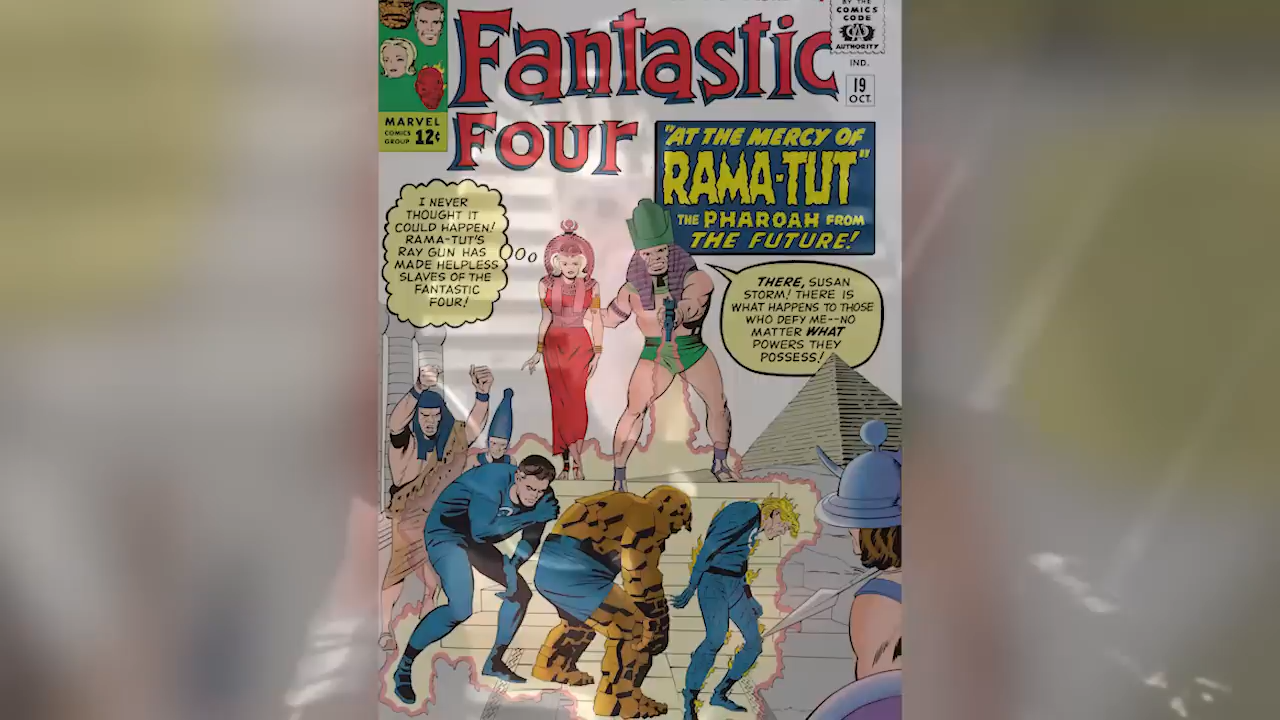 BY THE
COMICS
CODE
AUTHORITY
Fantastic
IND.
19
OCT.
MARVEL
COMICS
GROUP 12¢
Four
"AT THE MERCY OF
RAMA-TUT"
THE PHAROAH FROM
THE FUTURE!
I NEVER
THOUGHT IT
COULD HAPPEN!
RAMA-TUT'S
RAY GUN HAS
MADE HELPLESS
SLAVES OF THE
FANTASTIC
FOUR!
THERE, SUSAN
STORM! THERE IS
WHAT HAPPENS TO THOSE
WHO DEFY ME--NO
MATTER WHAT
POWERS THEY
POSSESS!